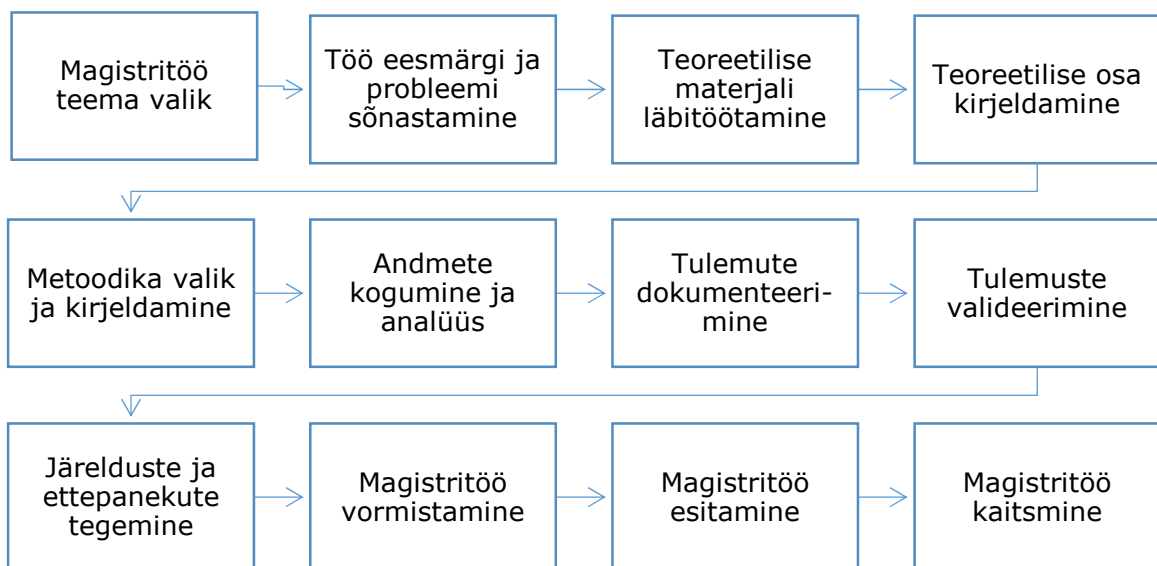 Magistritöö
teema valik
Töö eesmärgi ja
probleemi
sõnastamine
Teoreetilise
materjali
läbitöötamine
Teoreetilise osa
kirjeldamine
Metoodika valik
ja kirjeldamine
Andmete
kogumine ja
analüüs
Tulemute
dokumenteeri-
mine
Tulemuste
valideerimine
Järelduste ja
ettepanekute
tegemine
Magistritöö
vormistamine
Magistritöö
esitamine
Magistritöö
kaitsmine